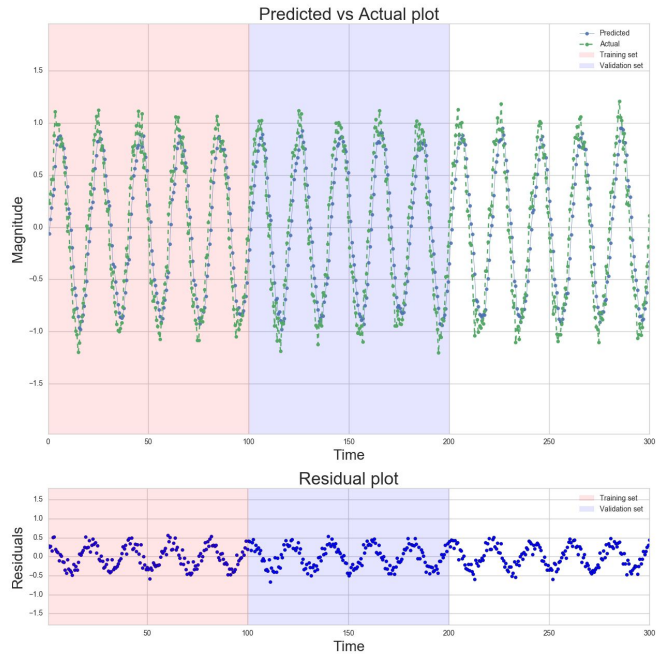 Predicted vs Actual plot
Predicted
Actual
Training set
Validation set
1.5
1.0
0.5
0.0
−0.5
−1.0
−1.5
Magnitude
0 50 100 150 200 250 300
Time
Residual plot
Training set
Validation set
1.5
1.0
0.5
0.0
−0.5
−1.0
−1.5
Residuals
50 100 150 200 250 300
Time